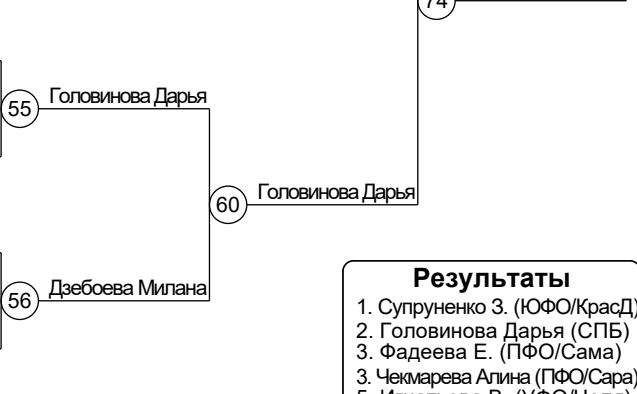 74
Головинова Дарья
55
Головинова Дарья
60
Дзебоева Милана
56
Результаты
1. Супруненко З. (ЮФО/КрасД)
2. Головинова Дарья (СПБ)
3. Фадеева Е. (ПФО/Сама)
3. Чекмарева Алина (ПФО/Сара)